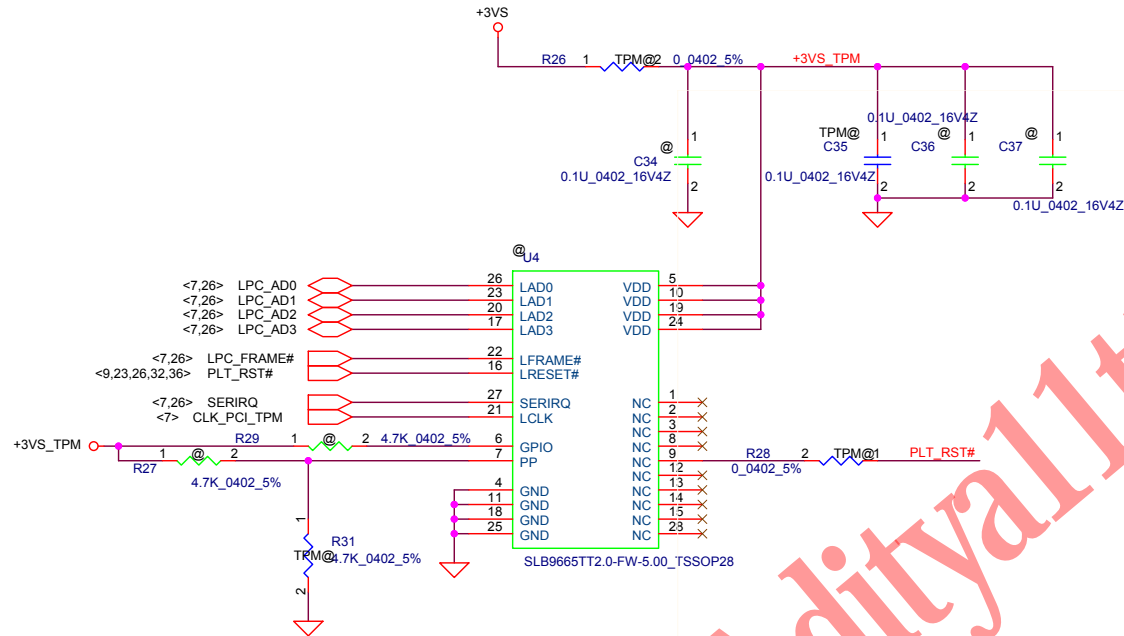 +3VS
R26 1 TPM@ 2 0_0402_5% +3VS_TPM
0.1U_0402_16V4Z
@ 1 TPM@ 1 @ 1 @ 1
C34 C35 C36 C37
0.1U_0402_16V4Z 0.1U_0402_16V4Z
2 2 2 2
0.1U_0402_16V4Z
@ U4
<7,26> LPC_AD0 26 LAD0 VDD 5
<7,26> LPC_AD1 23 LAD1 VDD 10
<7,26> LPC_AD2 20 LAD2 VDD 19
<7,26> LPC_AD3 17 LAD3 VDD 24
<7,26> LPC_FRAME# 22 LFRAME#
<9,23,26,32,36> PLT_RST# 16 LRESET# NC 1
<7,26> SERIRQ 27 SERIRQ NC 2
<7> CLK_PCI_TPM 21 LCLK NC 3
+3VS_TPM R29 1 @ 2 4.7K_0402_5% 6 GPIO NC 8
R27 1 @ 2 7 PP NC 9 R28 2 TPM@ 1 PLT_RST#
4.7K_0402_5% NC 12 0_0402_5%
4 GND NC 13
11 GND NC 14
18 GND NC 15
25 GND NC 28
1 R31
TPM@ 4.7K_0402_5%
2
SLB9665TT2.0-FW-5.00_TSSOP28